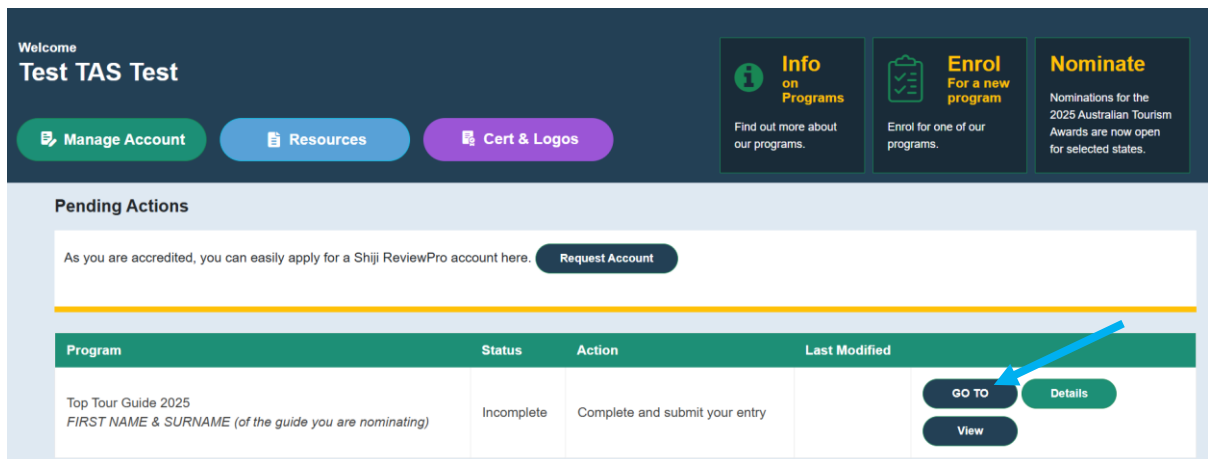 Welcome
Test TAS Test
Manage Account
Resources
Cert & Logos
Info
on
Programs
Find out more about
our programs.
Enrol
For a new
program
Enrol for one of our
programs.
Nominate
Nominations for the
2025 Australian Tourism
Awards are now open
for selected states.
Pending Actions
As you are accredited, you can easily apply for a Shiji ReviewPro account here. Request Account
Program Status Action Last Modified
Top Tour Guide 2025
FIRST NAME & SURNAME (of the guide you are nominating)
Incomplete
Complete and submit your entry
GO TO Details
View